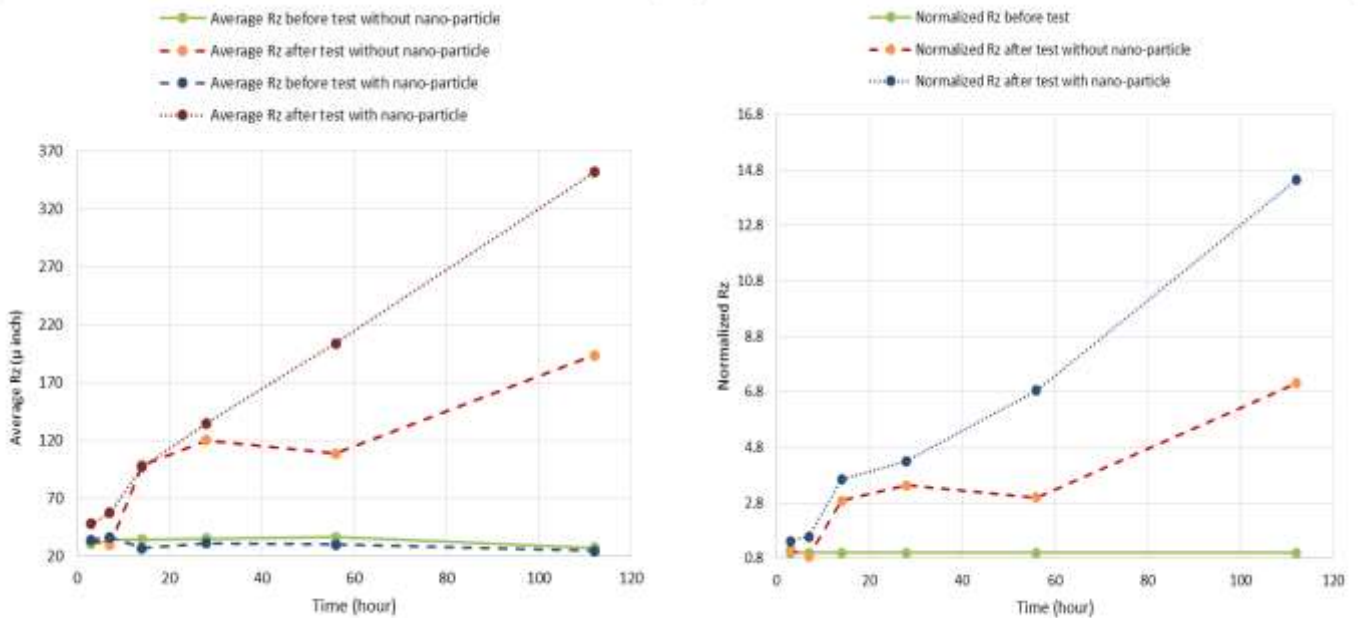 Average Rz before test without nano-particle
Average Rz after test without nano-particle
Average Rz before test with nano-particle
Average Rz after test with nano-particle
370
320
270
220
170
120
70
20
Average Rz (µ inch)
0
20
40
60
80
100
120
Time (hour)
Normalized Rz before test
Normalized Rz after test without nano-particle
Normalized Rz after test with nano-particle
16.8
14.8
12.8
10.8
8.8
6.8
4.8
2.8
0.8
Normalized Rz
0
20
40
60
80
100
120
Time (hour)